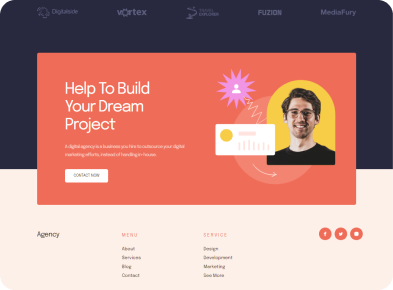 Digitalside
vortex
FUZION
MediaFury
Help To Build
Your Dream
Project
A digital agency is a business you hire to outsource your digital
marketing efforts, instead of handling in-house.
CONTACT NOW
Agency
MENU
SERVICE
About
Design
Services
Development
Blog
Marketing
Contact
See More